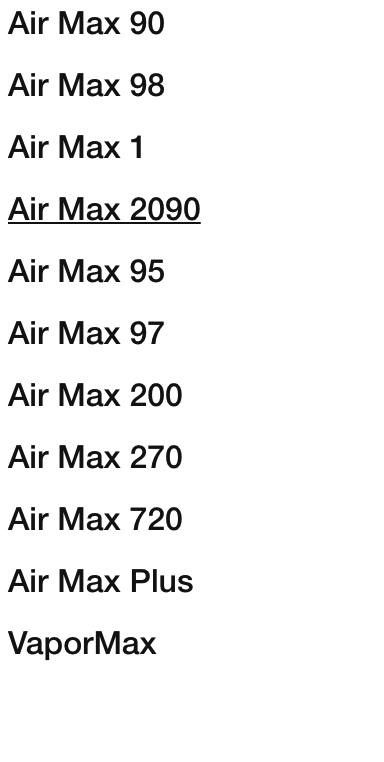 Air Max 90
Air Max 98
Air Max 1
Air Max 2090
Air Max 95
Air Max 97
Air Max 200
Air Max 270
Air Max 720
Air Max Plus
VaporMax